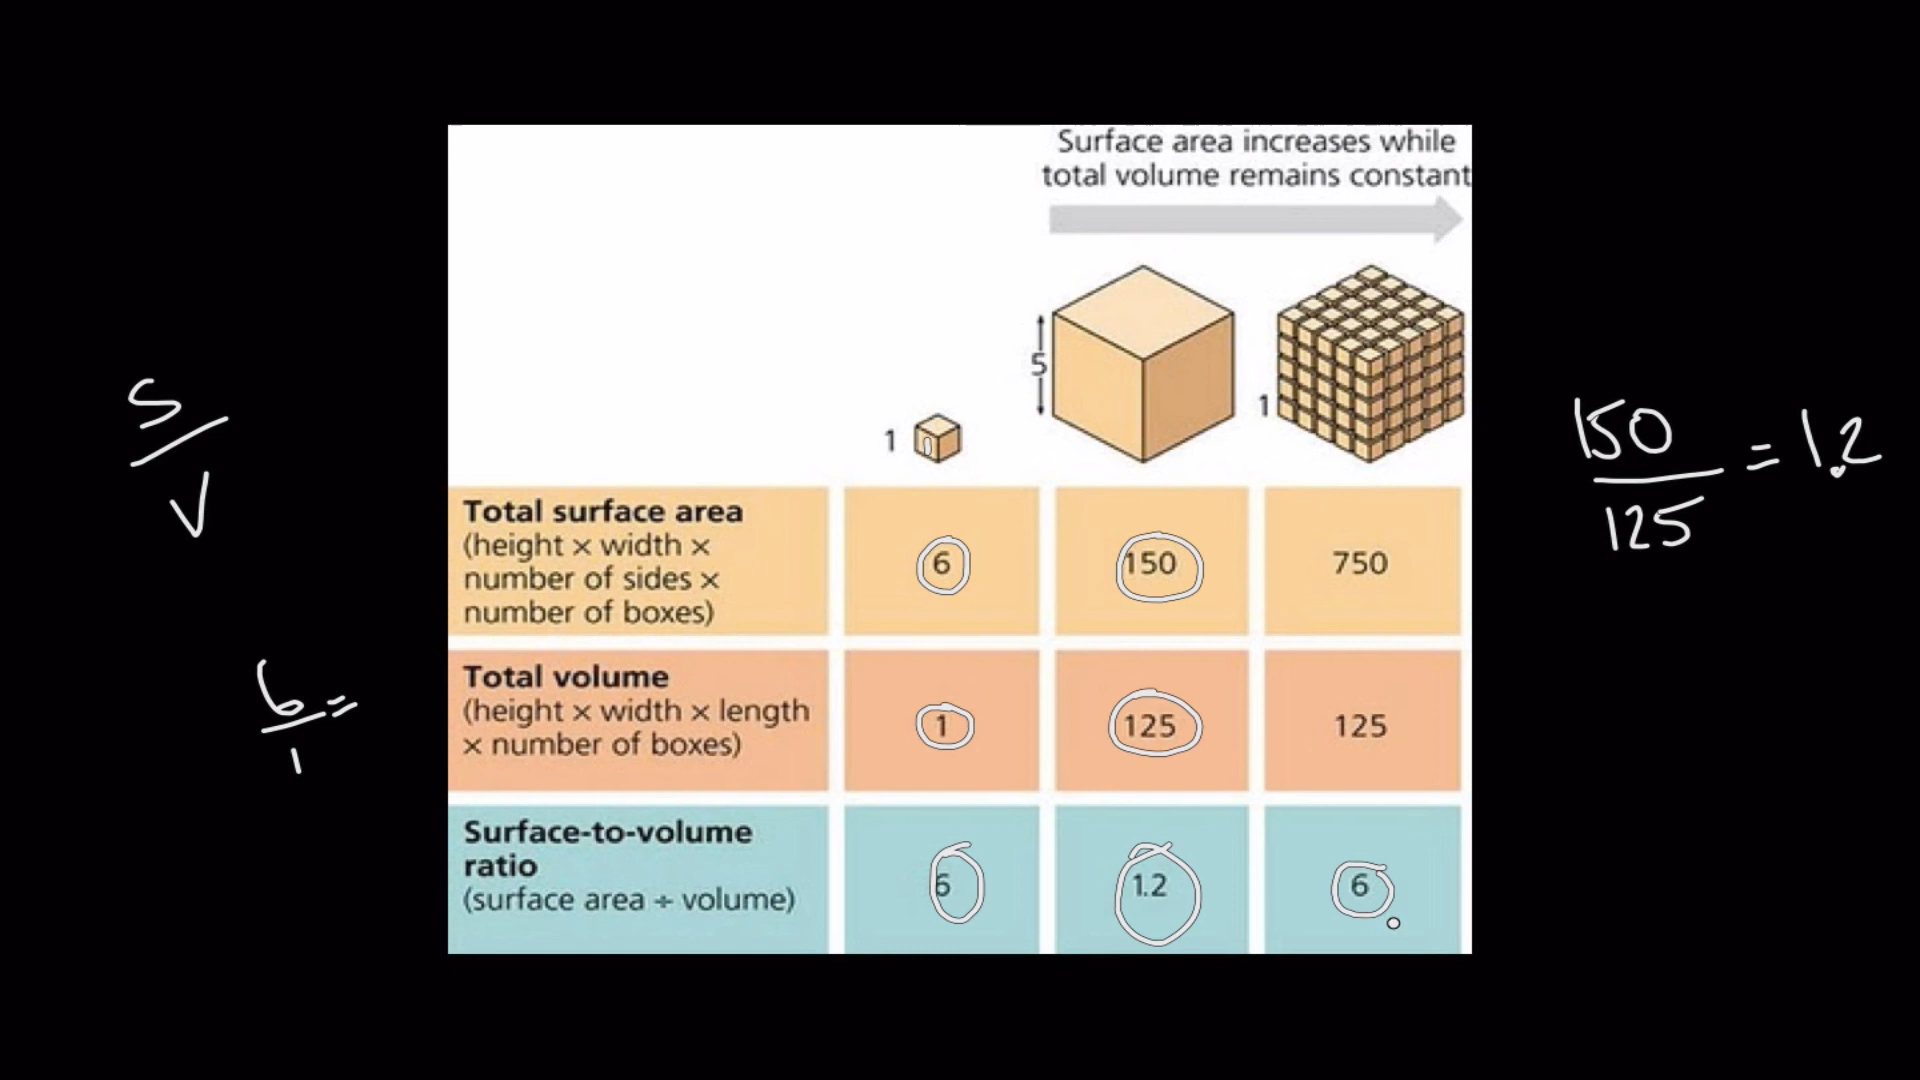 Surface area increases while
total volume remains constant
5
1
1
S
/
V
150
/
125
= 1.2
Total surface area
(height × width ×
number of sides ×
number of boxes)
6
150
750
6
/
1
=
Total volume
(height × width × length
× number of boxes)
1
125
125
Surface-to-volume
ratio
(surface area ÷ volume)
6
1.2
6